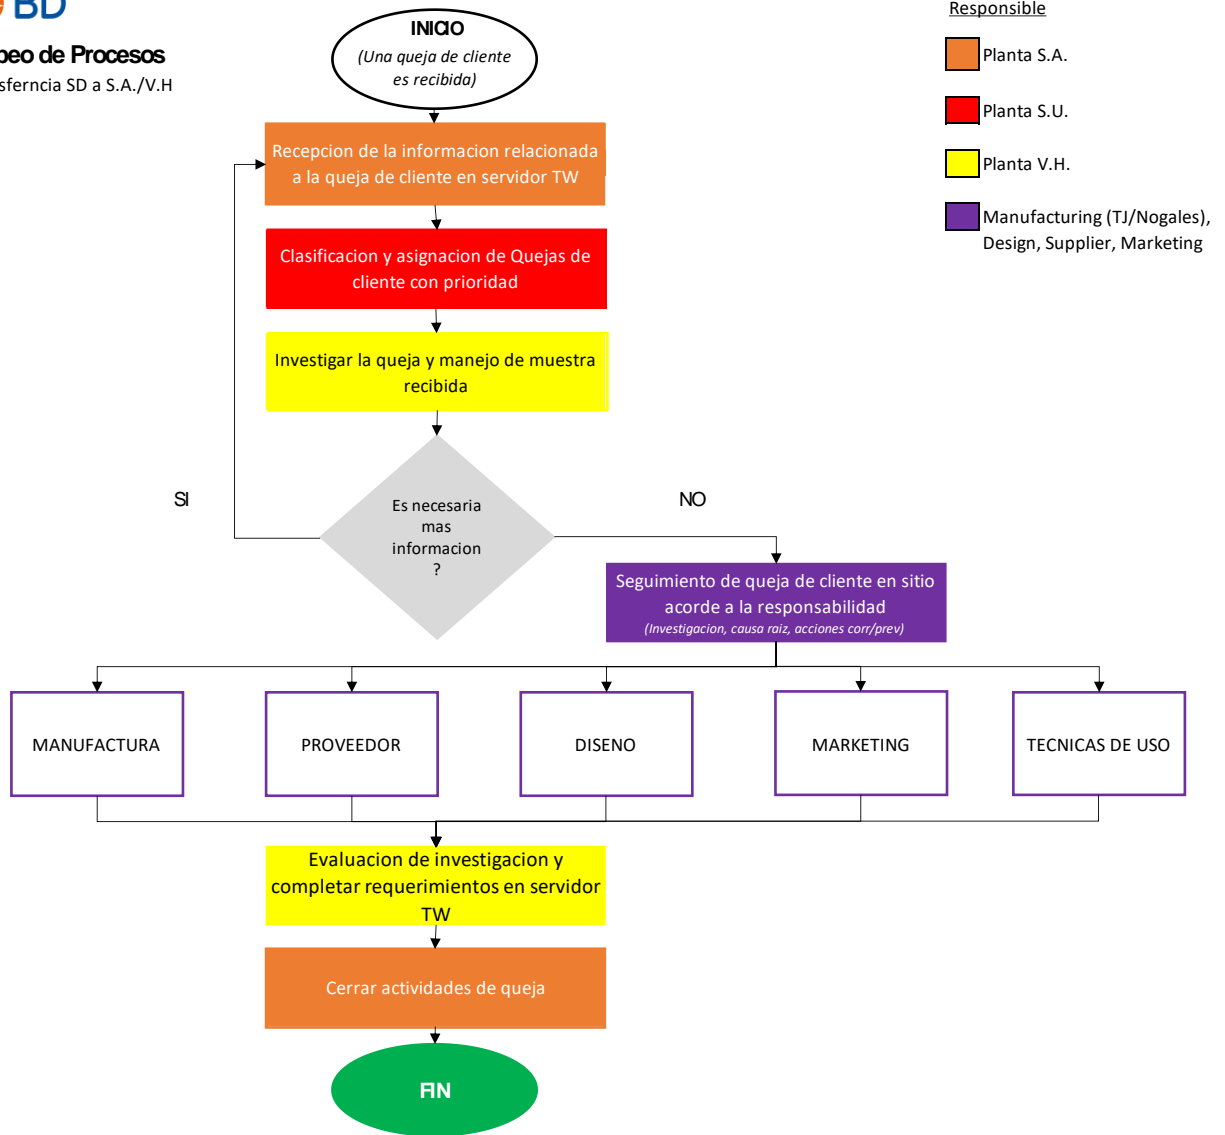 BD
INICIO
(Una queja de cliente
es recibida)
peo de Procesos
sferncia SD a S.A./V.H
Responsible
Planta S.A.
Planta S.U.
Planta V.H.
Manufacturing (TJ/Nogales),
Design, Supplier, Marketing
Recepcion de la informacion relacionada
a la queja de cliente en servidor TW
Clasificacion y asignacion de Quejas de
cliente con prioridad
Investigar la queja y manejo de muestra
recibida
SI
NO
Es necesaria
mas
informacion
?
Seguimiento de queja de cliente en sitio
acorde a la responsabilidad
(Investigacion, causa raiz, acciones corr/prev)
MANUFACTURA
PROVEEDOR
DISENO
MARKETING
TECNICAS DE USO
Evaluacion de investigacion y
completar requerimientos en servidor
TW
Cerrar actividades de queja
FIN